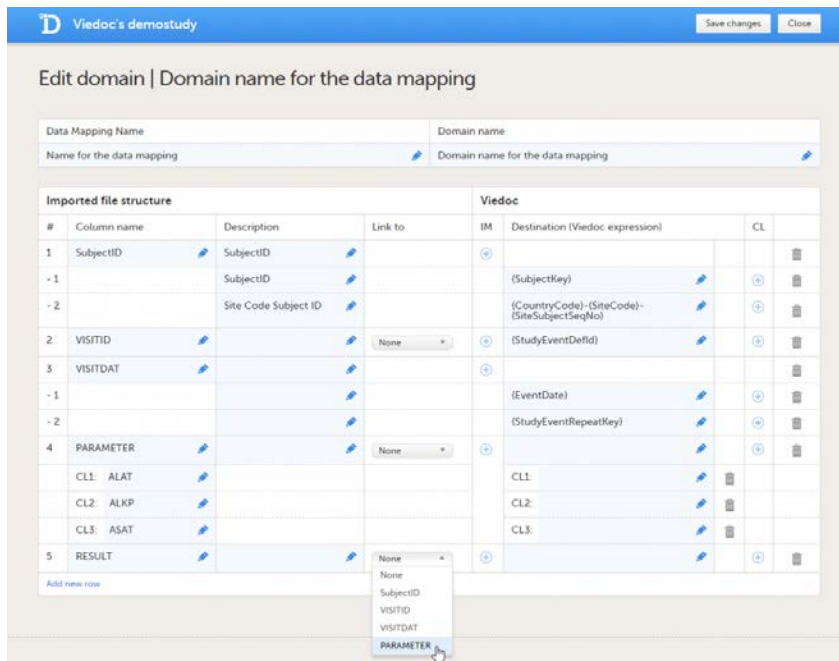 D Viedoc's demostudy Save changes Close
Edit domain | Domain name for the data mapping
Data Mapping Name Domain name
Name for the data mapping Domain name for the data mapping
Imported file structure Viedoc
# Column name Description Link to IM Destination (Viedoc expression) CL
1 SubjectID SubjectID
- 1 SubjectID {SubjectKey}
- 2 Site Code Subject ID {CountryCode}-{SiteCode}-
{SiteSubjectSeqNo}
2 VISITID None {StudyEventDefId}
3 VISITDAT
- 1 {EventDate}
- 2 {StudyEventRepeatKey}
4 PARAMETER None
CL1: ALAT CL1:
CL2: ALKP CL2:
CL3: ASAT CL3:
5 RESULT None
Add new row
None
SubjectID
VISITID
VISITDAT
PARAMETER